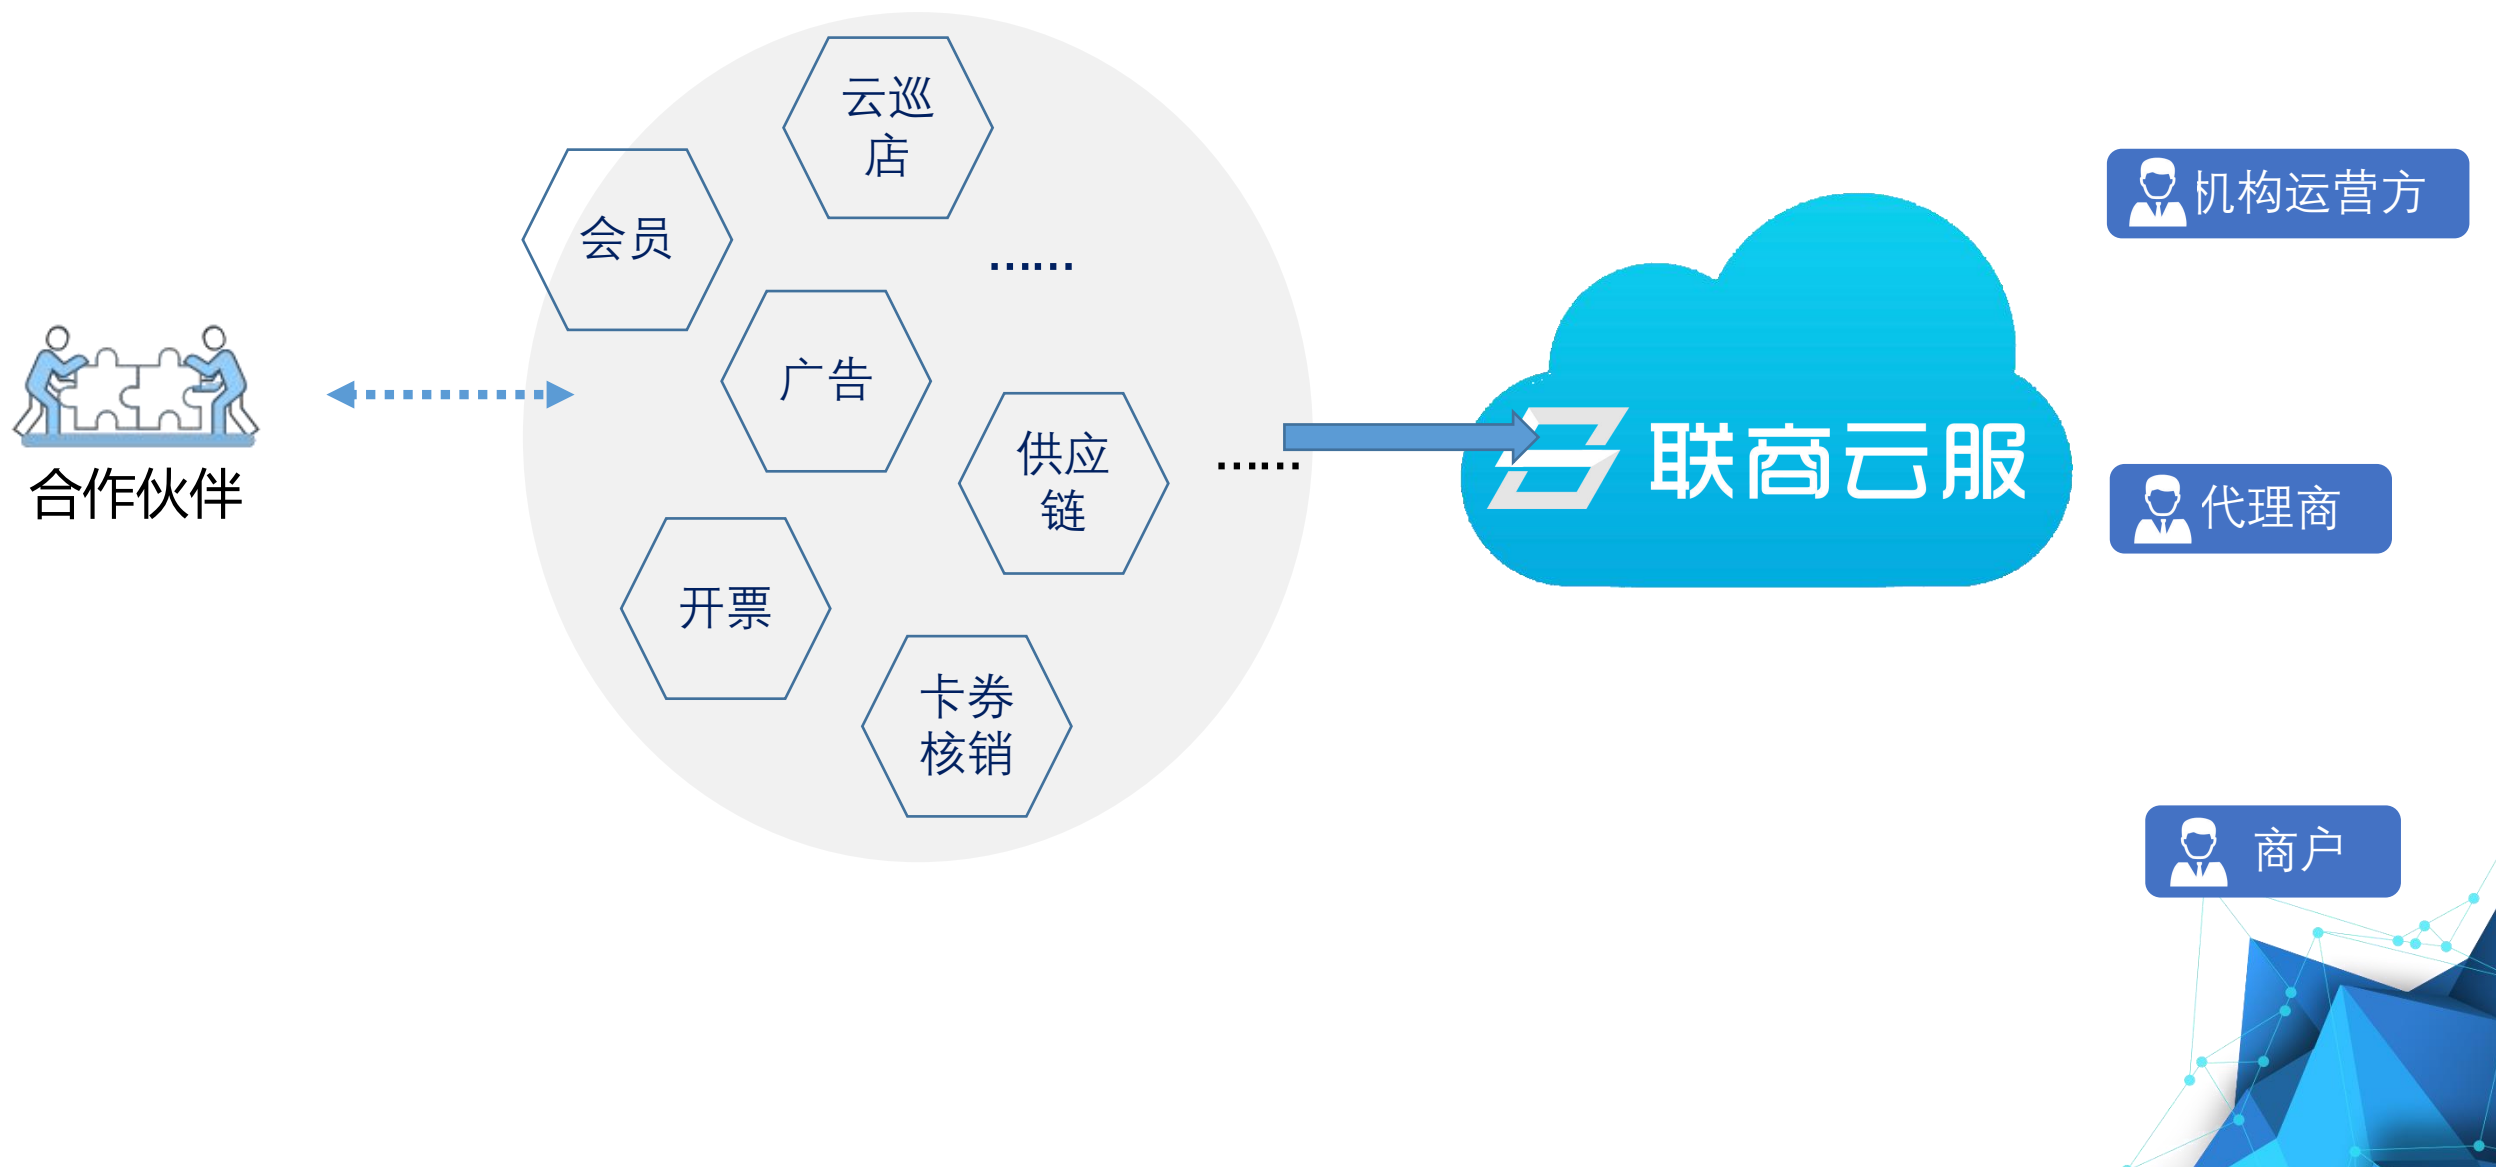 云巡
店
会员
……
广告
供应
链
……
开票
卡券
核销
合作伙伴
联商云服
机构运营方
代理商
商户